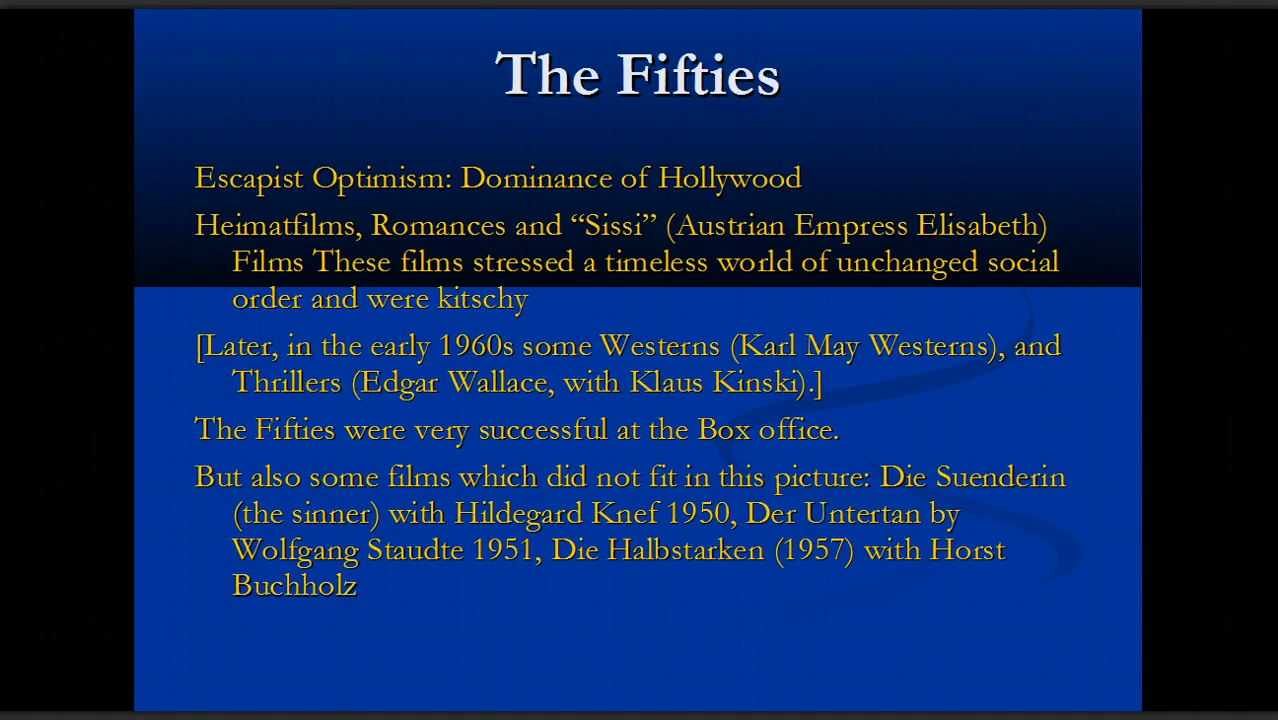 The Fifties
Escapist Optimism: Dominance of Hollywood
Heimatfilms, Romances and “Sissi” (Austrian Empress Elisabeth)
Films These films stressed a timeless world of unchanged social
order and were kitschy
[Later, in the early 1960s some Westerns (Karl May Westerns), and
Thrillers (Edgar Wallace, with Klaus Kinski).]
The Fifties were very successful at the Box office.
But also some films which did not fit in this picture: Die Suenderin
(the sinner) with Hildegard Knef 1950, Der Untertan by
Wolfgang Staudte 1951, Die Halbstarken (1957) with Horst
Buchholz